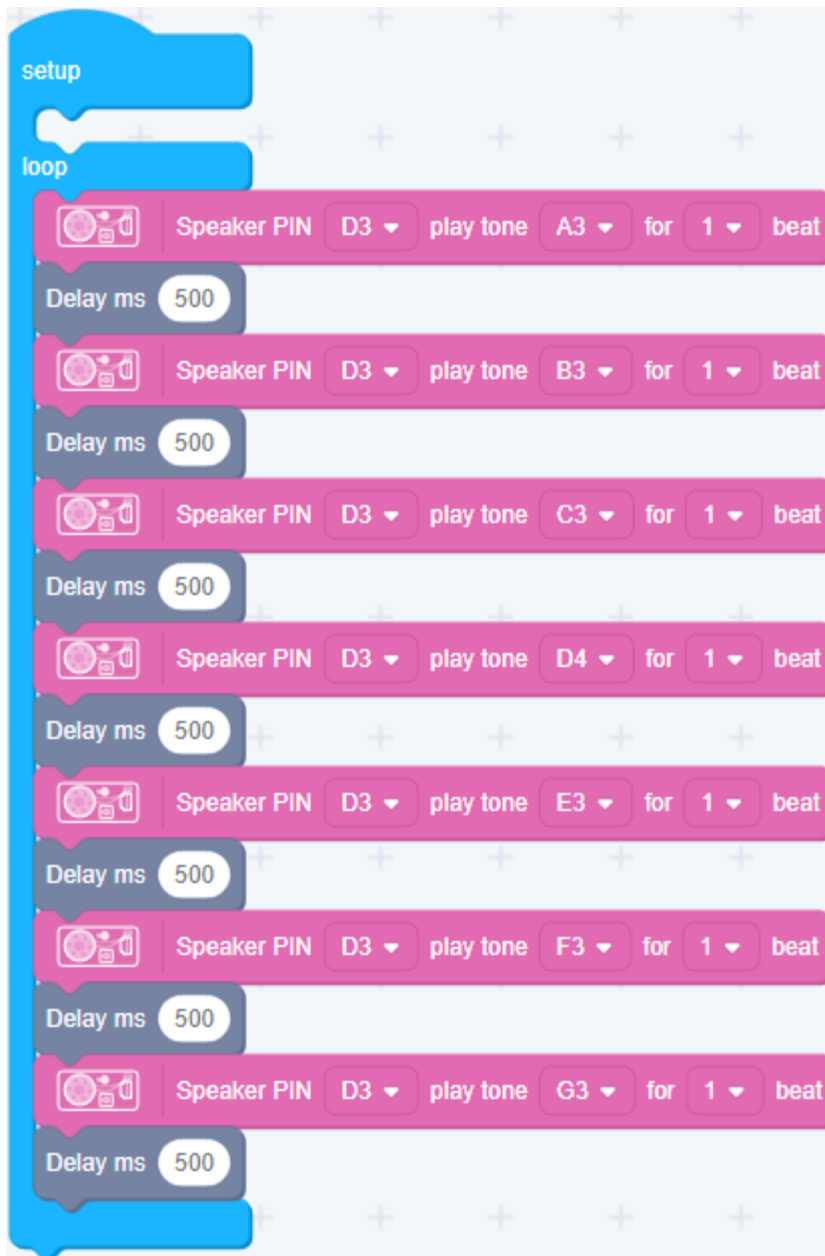 setup
loop
Speaker PIN D3 play tone A3 for 1 beat
Delay ms 500
Speaker PIN D3 play tone B3 for 1 beat
Delay ms 500
Speaker PIN D3 play tone C3 for 1 beat
Delay ms 500
Speaker PIN D3 play tone D4 for 1 beat
Delay ms 500
Speaker PIN D3 play tone E3 for 1 beat
Delay ms 500
Speaker PIN D3 play tone F3 for 1 beat
Delay ms 500
Speaker PIN D3 play tone G3 for 1 beat
Delay ms 500